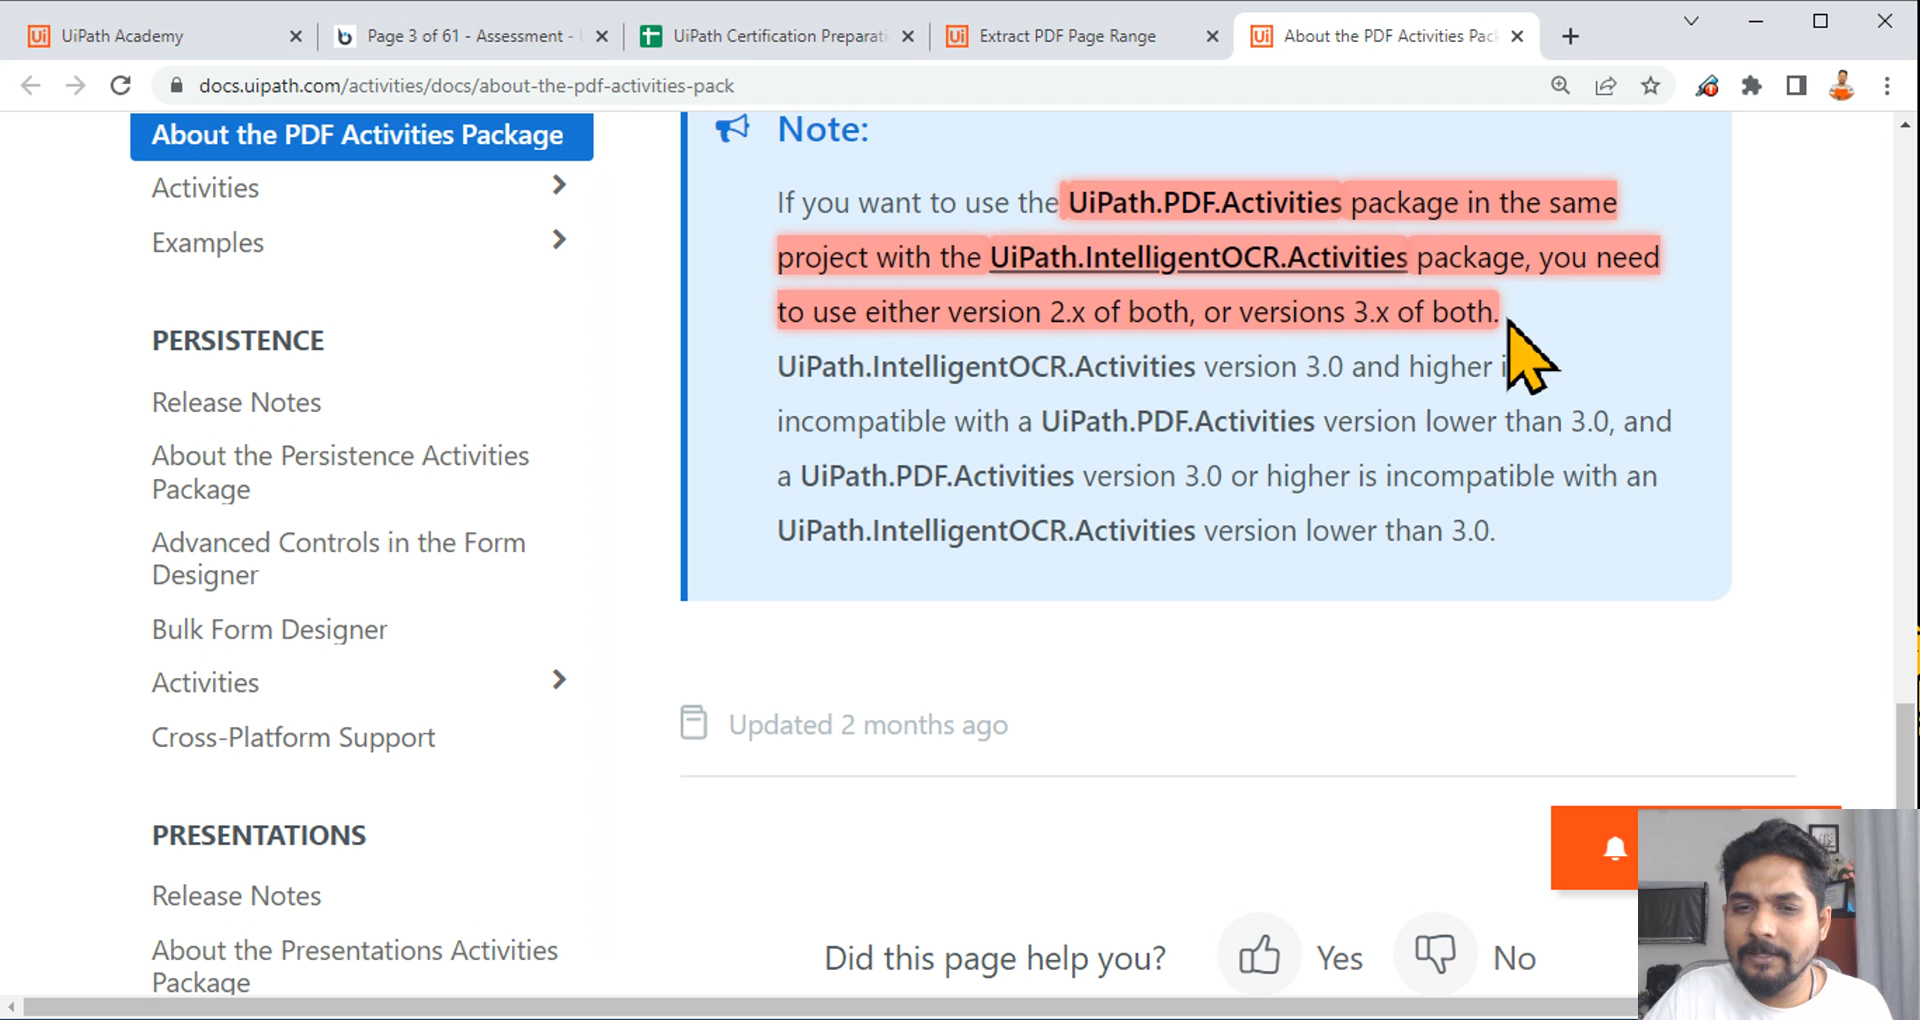 UiPath Academy
Page 3 of 61 - Assessment -
UiPath Certification Preparati
Extract PDF Page Range
About the PDF Activities Pac
docs.uipath.com/activities/docs/about-the-pdf-activities-pack
About the PDF Activities Package
Activities
Examples
PERSISTENCE
Release Notes
About the Persistence Activities
Package
Advanced Controls in the Form
Designer
Bulk Form Designer
Activities
Cross-Platform Support
PRESENTATIONS
Release Notes
About the Presentations Activities
Package
Note:
If you want to use the UiPath.PDF.Activities package in the same
project with the UiPath.IntelligentOCR.Activities package, you need
to use either version 2.x of both, or versions 3.x of both.
UiPath.IntelligentOCR.Activities version 3.0 and higher
incompatible with a UiPath.PDF.Activities version lower than 3.0, and
a UiPath.PDF.Activities version 3.0 or higher is incompatible with an
UiPath.IntelligentOCR.Activities version lower than 3.0.
Updated 2 months ago
Did this page help you? Yes No